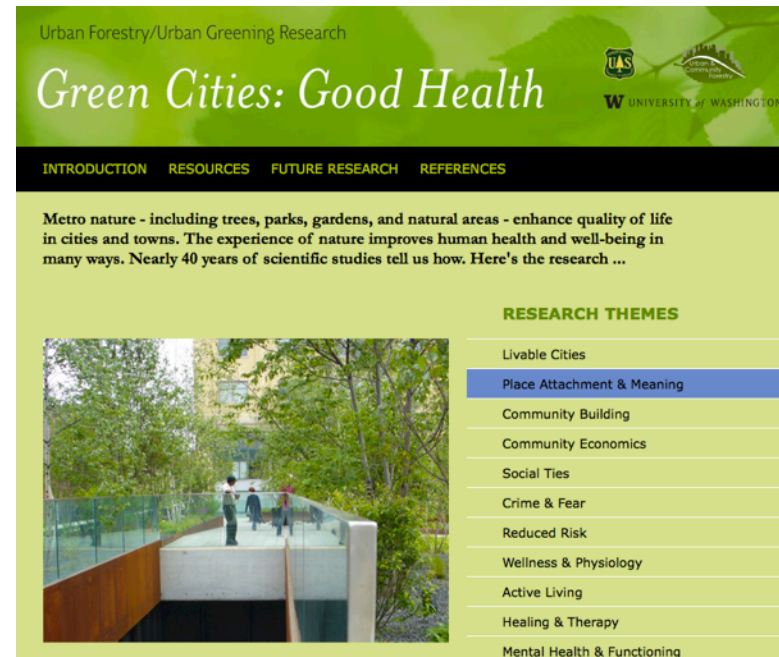 Urban Forestry/Urban Greening Research
Green Cities: Good Health
UAS
Urban &
Community
Forestry
W UNIVERSITY of WASHINGTON
INTRODUCTION RESOURCES FUTURE RESEARCH REFERENCES
Metro nature - including trees, parks, gardens, and natural areas - enhance quality of life
in cities and towns. The experience of nature improves human health and well-being in
many ways. Nearly 40 years of scientific studies tell us how. Here's the research ...
RESEARCH THEMES
Livable Cities
Place Attachment & Meaning
Community Building
Community Economics
Social Ties
Crime & Fear
Reduced Risk
Wellness & Physiology
Active Living
Healing & Therapy
Mental Health & Functioning